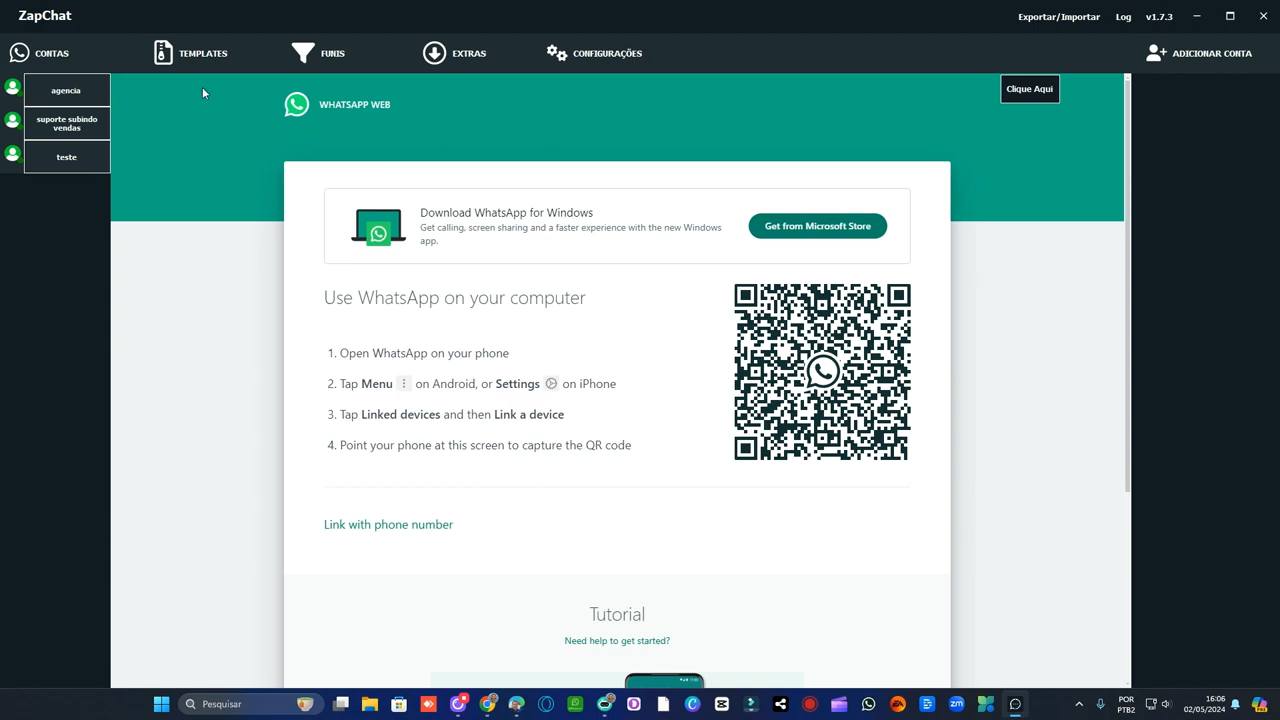 ZapChat
Exportar/Importar
Log
v1.7.3
CONTAS
TEMPLATES
FUNIS
EXTRAS
CONFIGURAÇÕES
ADICIONAR CONTA
agencia
suporte subindo
vendas
teste
WHATSAPP WEB
Clique Aqui
Download WhatsApp for Windows
Get calling, screen sharing and a faster experience with the new Windows
app.
Get from Microsoft Store
Use WhatsApp on your computer
1. Open WhatsApp on your phone
2. Tap Menu on Android, or Settings on iPhone
3. Tap Linked devices and then Link a device
4. Point your phone at this screen to capture the QR code
Link with phone number
Tutorial
Need help to get started?
Pesquisar
POR
PTB2
16:06
02/05/2024